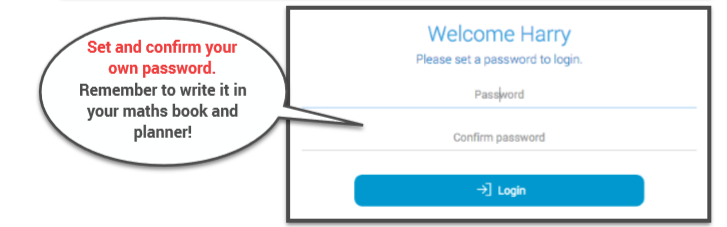 Set and confirm your
own password.
Remember to write it in
your maths book and
planner!
Welcome Harry
Please set a password to login.
Password
Confirm password
Login